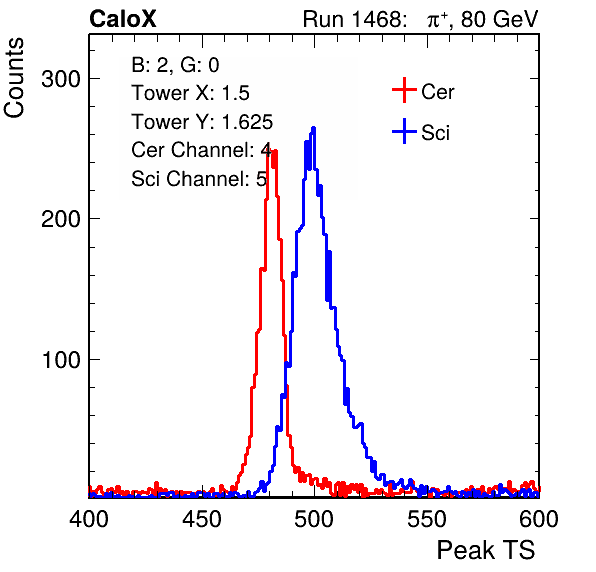 CaloX Run 1468: π+, 80 GeV
Counts
B: 2, G: 0
Tower X: 1.5
Tower Y: 1.625
Cer Channel: 4
Sci Channel: 5
Cer
Sci
300
200
100
400 450 500 550 600
Peak TS